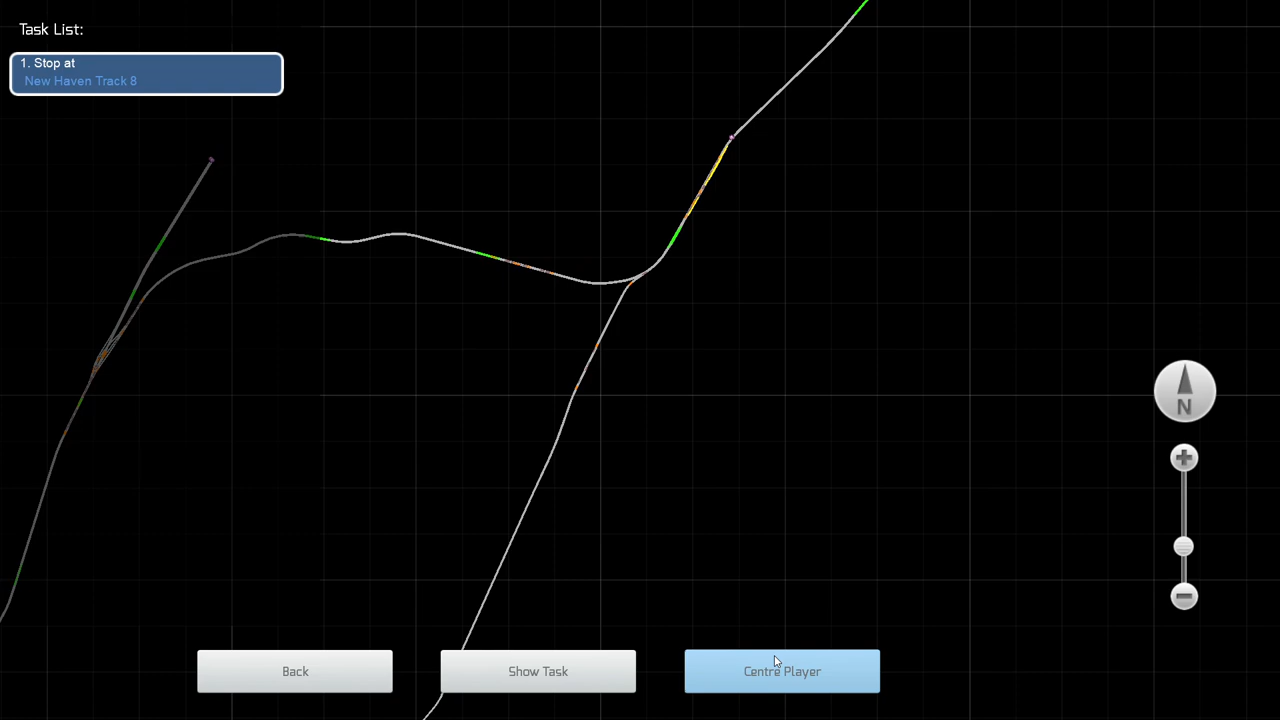 Task List:
1. Stop at
New Haven Track 8
N
Back
Show Task
Centre Player